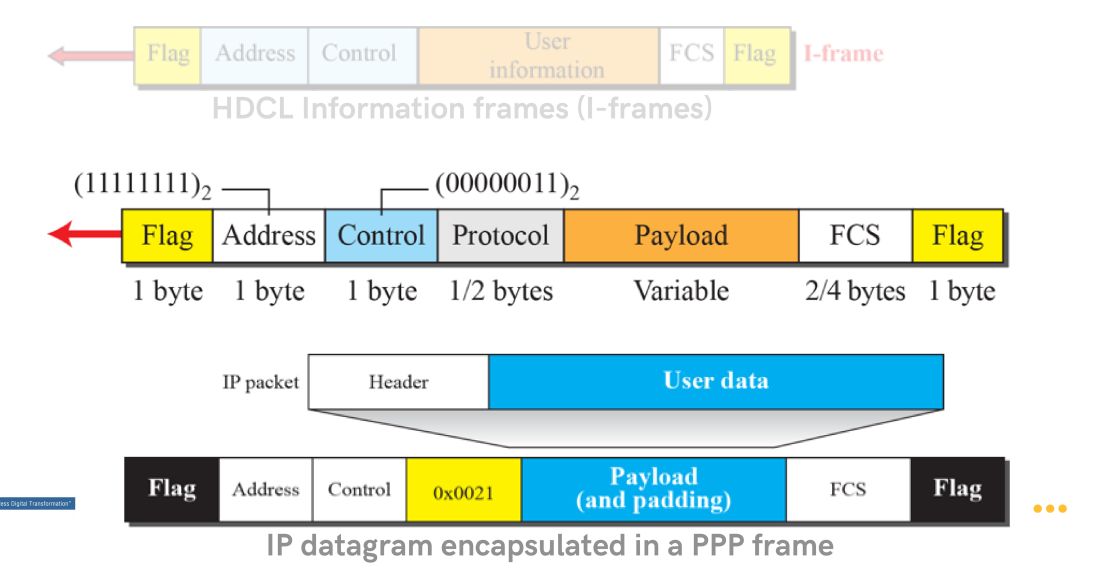 Flag Address Control User information FCS Flag I-frame
HDCL Information frames (I-frames)
(11111111)2 (00000011)2
Flag Address Control Protocol Payload FCS Flag
1 byte 1 byte 1 byte 1/2 bytes Variable 2/4 bytes 1 byte
IP packet Header User data
Flag Address Control 0x0021 Payload (and padding) FCS Flag
ess Digital Transformation"
IP datagram encapsulated in a PPP frame